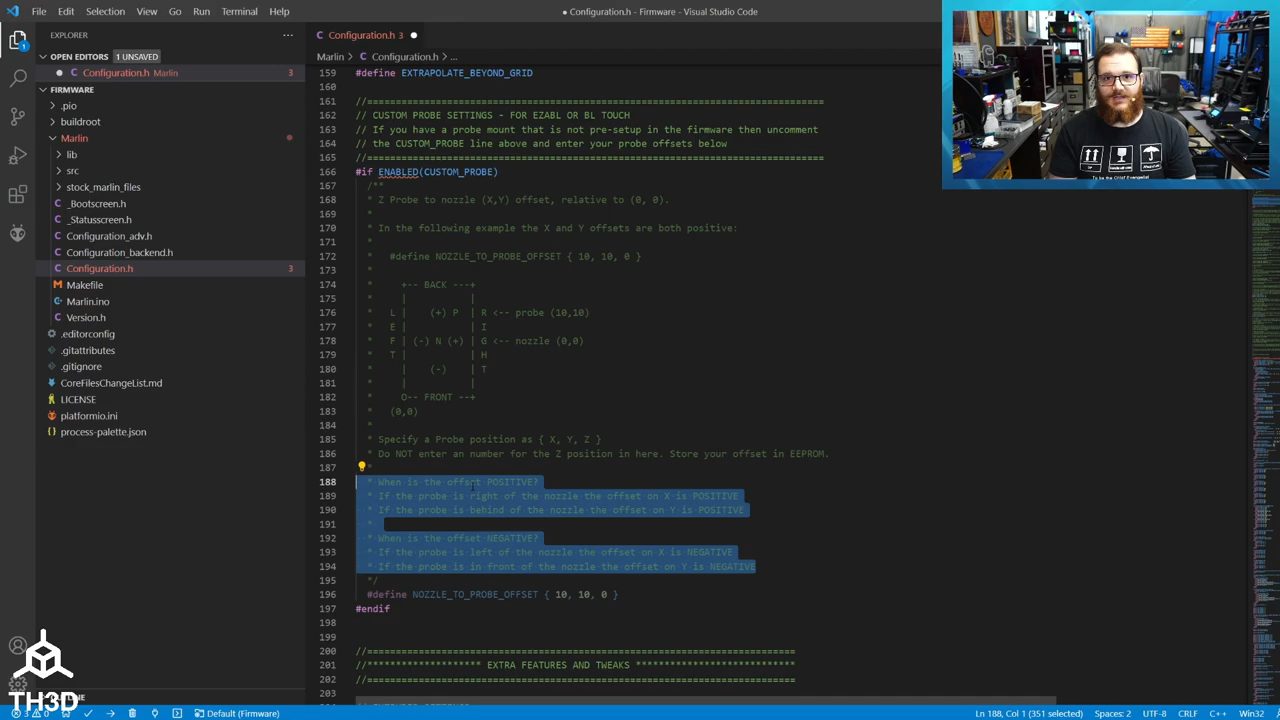 File Edit Selection View Go Run Terminal Help
● Configuration.h - Firmware - Visual Studio Code
EXPLORER
OPEN EDITORS 1 UNSAVED
Configuration.h Marlin 3
FIRMWARE
.pio
buildroot
Marlin
lib
src
stock_marlin_files
_Bootscreen.h
_Statusscreen.h
Configuration_adv.h
Configuration_backend.h
Configuration.h 3
Makefile
Marlin.ino
Version.h
.editorconfig
.gitattributes
.gitignore
CoreFilesChangeList.md
LICENSE
platformio.ini
process-palette.json
Configuration.h 3
Marlin > Configuration.h > ...
159 #define EXTRAPOLATE_BEYOND_GRID
160
161 //===========================================================================
162 // CUSTOM PROBE SETTINGS - FOR EZABL OR BL TOUCH
163 // If you have a probe mount that is not pre-setup in the firmware then uncomment
164 // the CUSTOM_PROBE line above and enter your probe offsets below
165 //===========================================================================
166 #if ENABLED(CUSTOM_PROBE)
167 /**
168 * Z Probe to nozzle (X,Y) offset, relative to (0, 0).
169 *
170 * In the following example the X and Y offsets are both positive:
171 *
172 * #define NOZZLE_TO_PROBE_OFFSET { 10, 10, 0 }
173 *
174 * +-- BACK ---+
175 * | |
176 * L | (+) P | R <-- probe (10,10)
177 * E | | I
178 * F | (-) N (+) | G <-- nozzle (0,0)
179 * T | | H
180 * | (-) | T
181 * | |
182 * O-- FRONT --+
183 * (0,0)
184 *
185 * Specify a Probe position as { X, Y, Z }
186 * Do NOT enter an number for the Z position in here. Store your offset in EEPROM.
187 *
188 * When is the offset POSITIVE?
189 * If the probe is right of the nozzle the offset on X is POSITIVE
190 * If the probe is behind of the nozzle the offset on Y is POSITIVE
191 *
192 * When is the offset NEGATIVE?
193 * If the probe is left of the nozzle the offset on X is NEGATIVE
194 * If the probe is in front of the nozzle the offset on Y is NEGATIVE
195 */
196 #define NOZZLE_TO_PROBE_OFFSET { 10, 10, 0 }
197 #endif
198
199
200 //===========================================================================
201 //****************** EXTRA FEATURES AND TWEAKS **************************
202 //===========================================================================
203
TH3D
3 0 Default (Firmware)
Ln 188, Col 1 (351 selected) Spaces: 2 UTF-8 CRLF C++ Win32